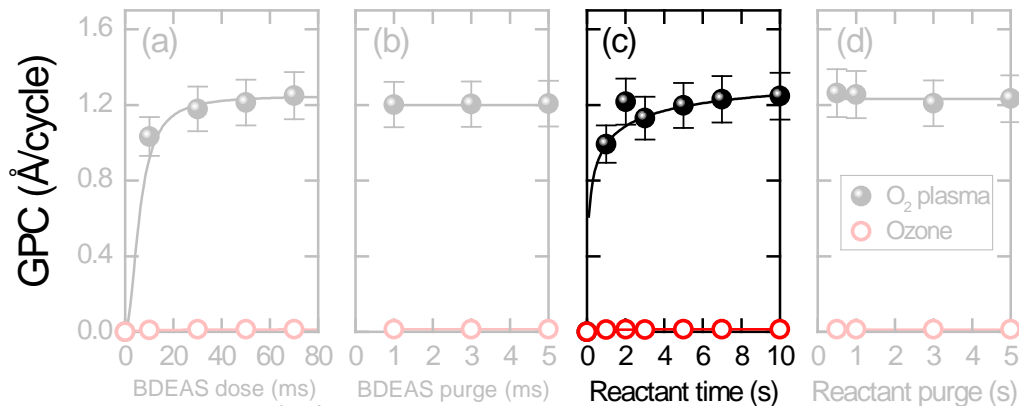 GPC (Å/cycle)
1.6
1.2
0.8
0.4
0.0
(a)
0 20 40 60 80
BDEAS dose (ms)
(b)
0 1 2 3 4 5
BDEAS purge (ms)
(c)
0 2 4 6 8 10
Reactant time (s)
(d)
0 1 2 3 4 5
Reactant purge (s)
O2 plasma
Ozone